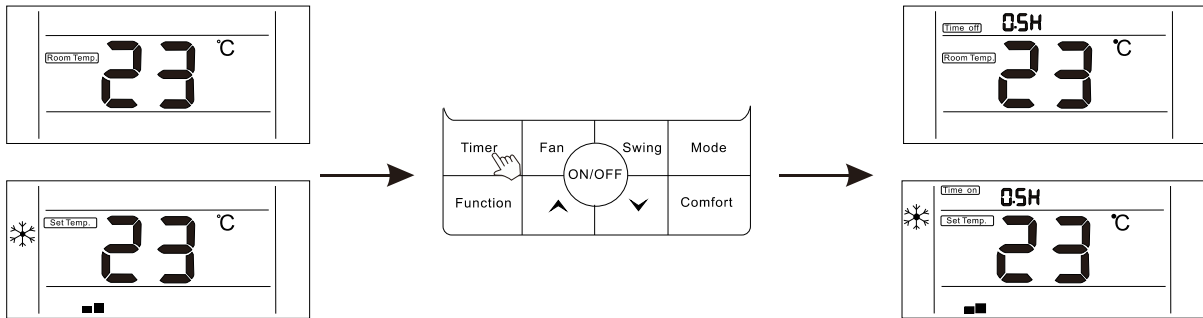 Room Temp.
23 °C
Set Temp.
23 °C
Timer Fan Swing Mode
ON/OFF
Function Comfort
Time off 0.5H
Room Temp.
23 °C
Time on 0.5H
Set Temp.
23 °C